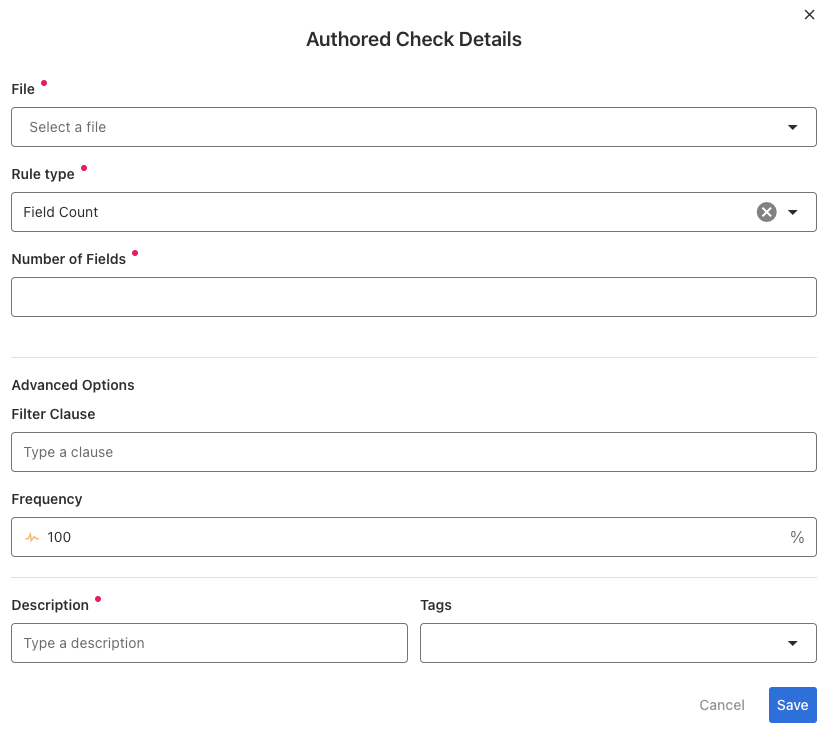 Authored Check Details
File
Select a file
Rule type
Field Count
Number of Fields
Advanced Options
Filter Clause
Type a clause
Frequency
100 %
Description Tags
Type a description
Cancel Save